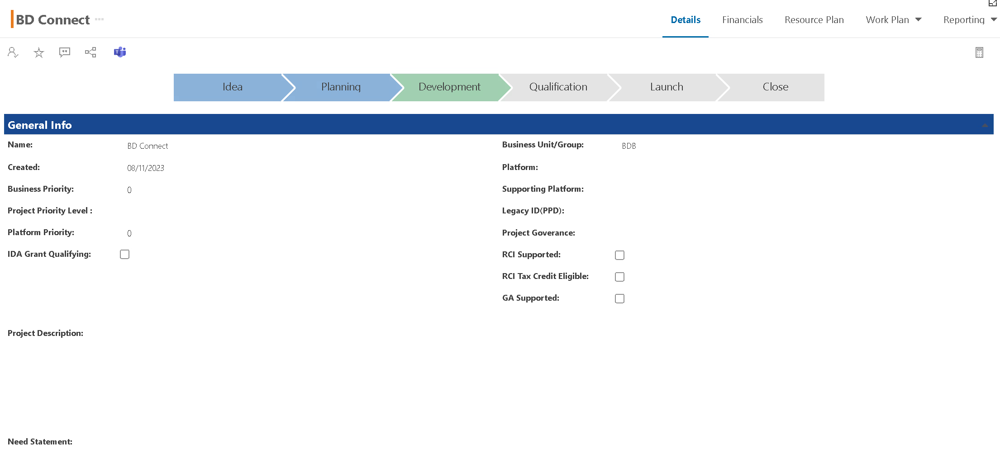 BD Connect
Details Financials Resource Plan Work Plan Reporting
Idea Planning Development Qualification Launch Close
General Info
Name: BD Connect
Business Unit/Group: BDB
Created: 08/11/2023
Platform:
Business Priority: 0
Supporting Platform:
Project Priority Level :
Legacy ID(PPD):
Platform Priority: 0
Project Goverance:
IDA Grant Qualifying:
RCI Supported:
RCI Tax Credit Eligible:
GA Supported:
Project Description:
Need Statement: